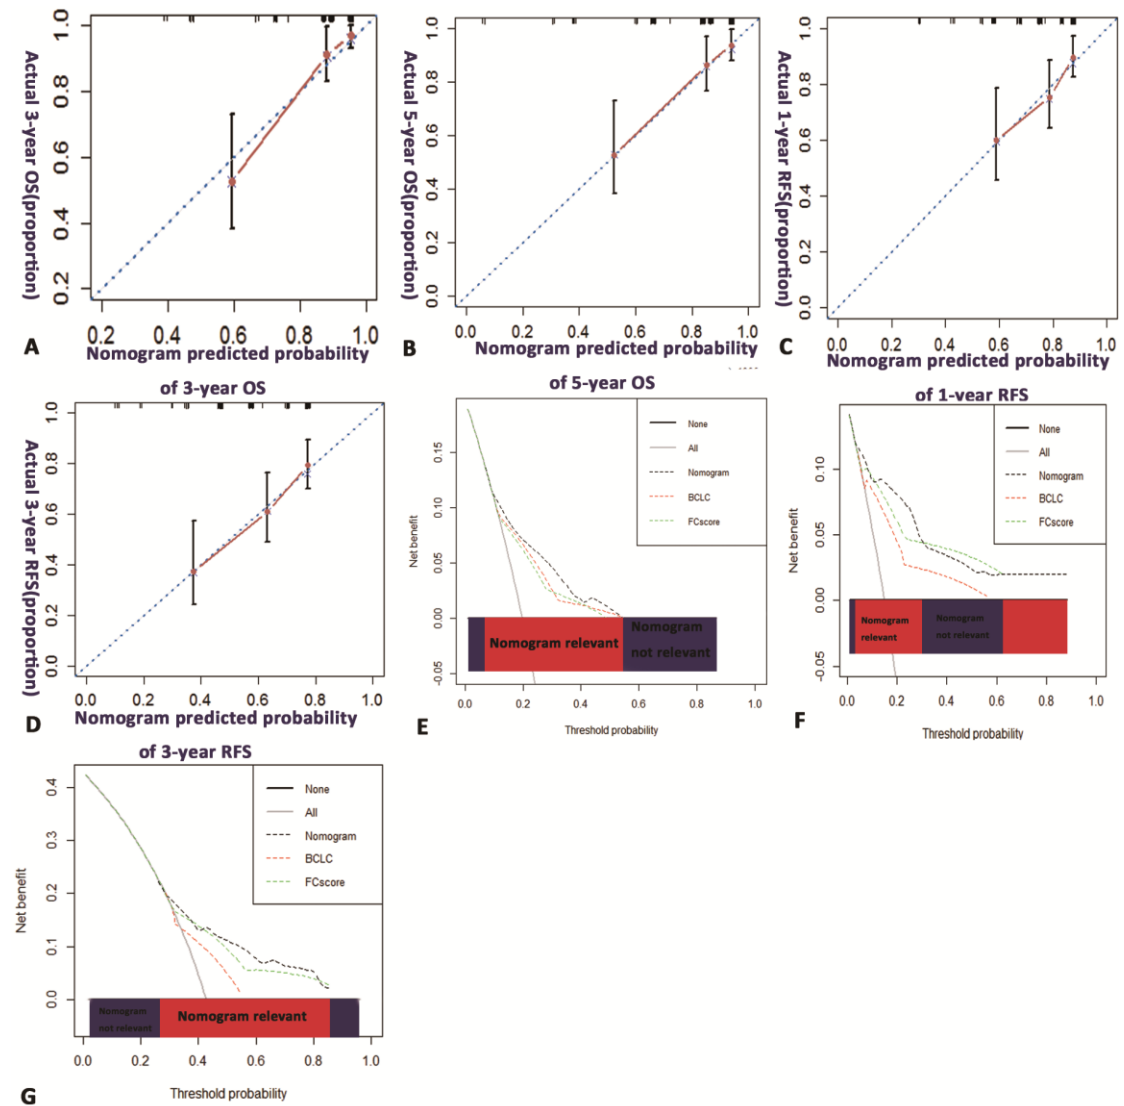 Actual 3-year OS(proportion)
1.0
0.8
0.6
0.4
0.2
0.2 0.4 0.6 0.8 1.0
A
Nomogram predicted probability
of 3-year OS
Actual 5-year OS(proportion)
1.0
0.8
0.6
0.4
0.2
0.0
0.0 0.2 0.4 0.6 0.8 1.0
B
Nomogram predicted probability
of 5-year OS
Actual 1-year RFS(proportion)
1.0
0.8
0.6
0.4
0.2
0.0
0.0 0.2 0.4 0.6 0.8 1.0
C
Nomogram predicted probability
of 1-year RFS
Actual 3-year RFS(proportion)
1.0
0.8
0.6
0.4
0.2
0.0
0.0 0.2 0.4 0.6 0.8 1.0
D
Nomogram predicted probability
of 3-year RFS
None
All
Nomogram
BCLC
FCscore
Net benefit
0.15
0.10
0.05
0.00
-0.05
Nomogram relevant
Nomogram
not relevant
0.0 0.2 0.4 0.6 0.8 1.0
Threshold probability
E
None
All
Nomogram
BCLC
FCscore
Net benefit
0.10
0.05
0.00
-0.05
Nomogram
relevant
Nomogram
not relevant
0.0 0.2 0.4 0.6 0.8 1.0
Threshold probability
F
None
All
Nomogram
BCLC
FCscore
Net benefit
0.4
0.3
0.2
0.1
0.0
Nomogram
not relevant
Nomogram relevant
0.0 0.2 0.4 0.6 0.8 1.0
Threshold probability
G